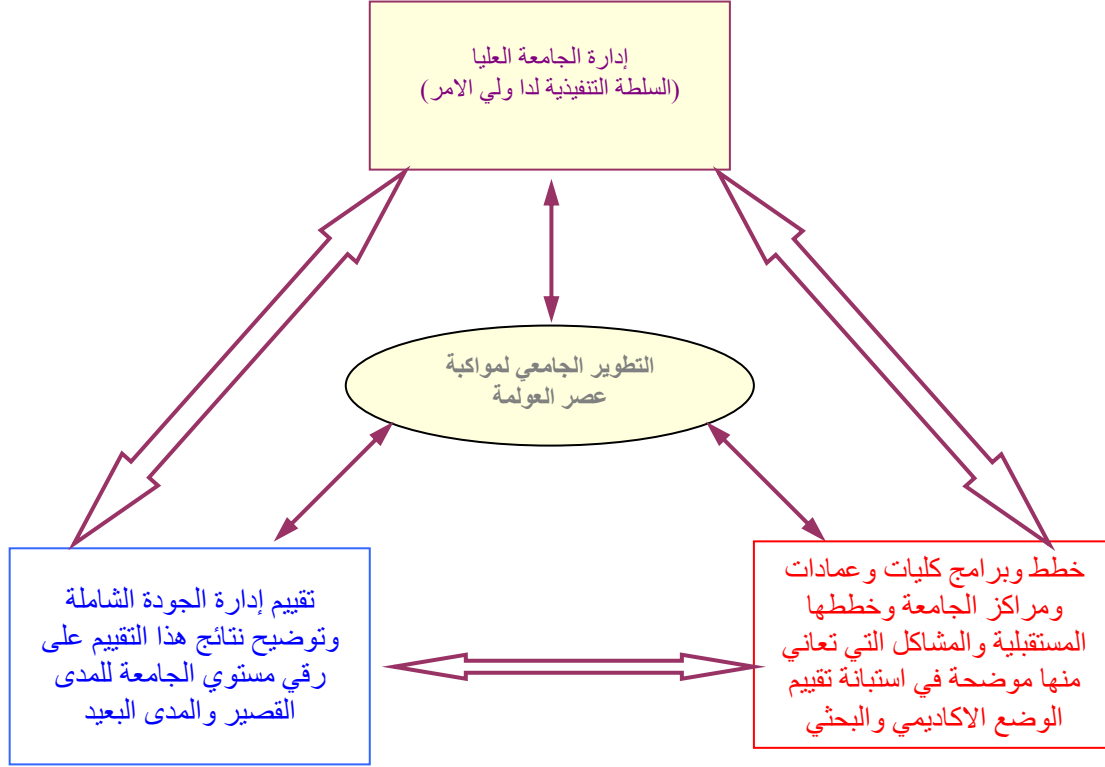 إدارة الجامعة العليا
(السلطة التنفيذية لدا ولي الامر)
التطوير الجامعي لمواكبة
عصر العولمة
خطط وبرامج كليات وعمادات
ومراكز الجامعة وخططها
المستقبلية والمشاكل التي تعاني
منها موضحة في استبانة تقييم
الوضع الاكاديمي والبحثي
تقييم إدارة الجودة الشاملة
وتوضيح نتائج هذا التقييم على
رقي مستوي الجامعة للمدى
القصير والمدى البعيد